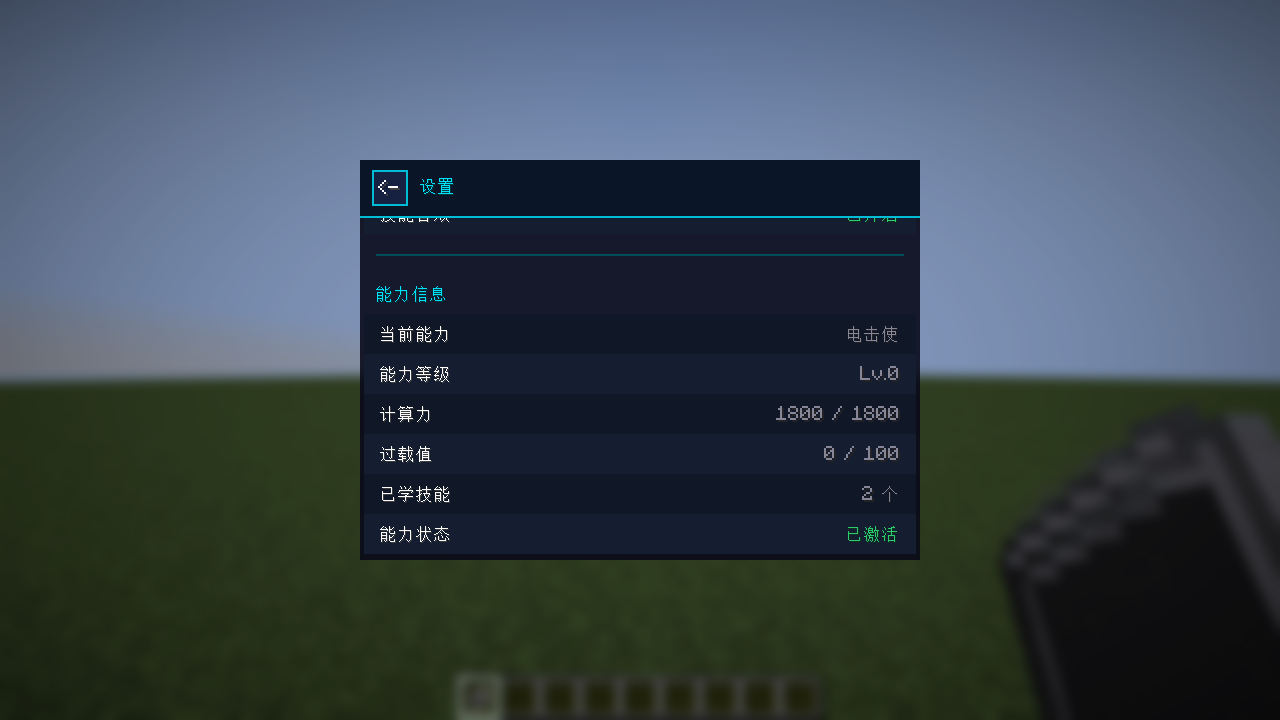 <- 设置
能力信息
当前能力 电击使
能力等级 Lv.0
计算力 1800 / 1800
过载值 0 / 100
已学技能 2 个
能力状态 已激活